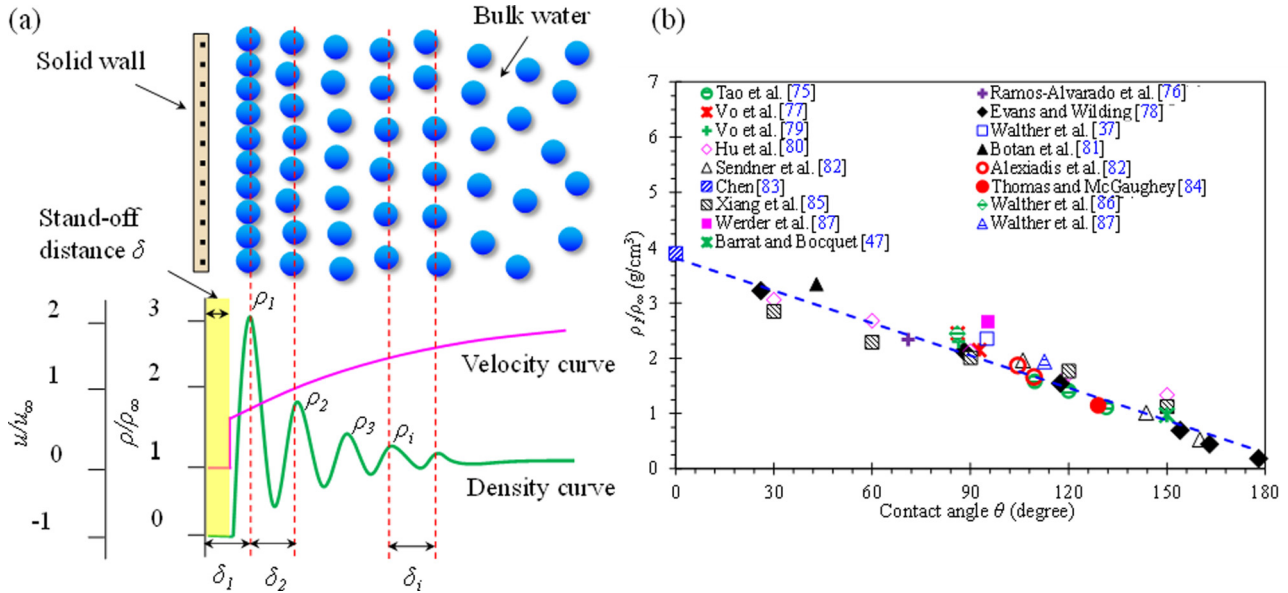 (a)
Bulk water
Solid wall
Stand-off
distance δ
2
1
0
-1
u/u∞
3
2
1
0
ρ/ρ∞
ρ1
ρ2
ρ3
ρi
Velocity curve
Density curve
δ1
δ2
δi
(b)
7
6
5
4
3
2
1
0
ρ1/ρ∞ (g/cm³)
Tao et al. [75]
Vo et al. [77]
Vo et al. [79]
Hu et al. [80]
Sendner et al. [82]
Chen [83]
Xiang et al. [85]
Werder et al. [87]
Barrat and Bocquet [47]
Ramos-Alvarado et al. [76]
Evans and Wilding [78]
Walther et al. [37]
Botan et al. [81]
Alexiadis et al. [82]
Thomas and McGaughey [84]
Walther et al. [86]
Walther et al. [87]
0 30 60 90 120 150 180
Contact angle θ (degree)